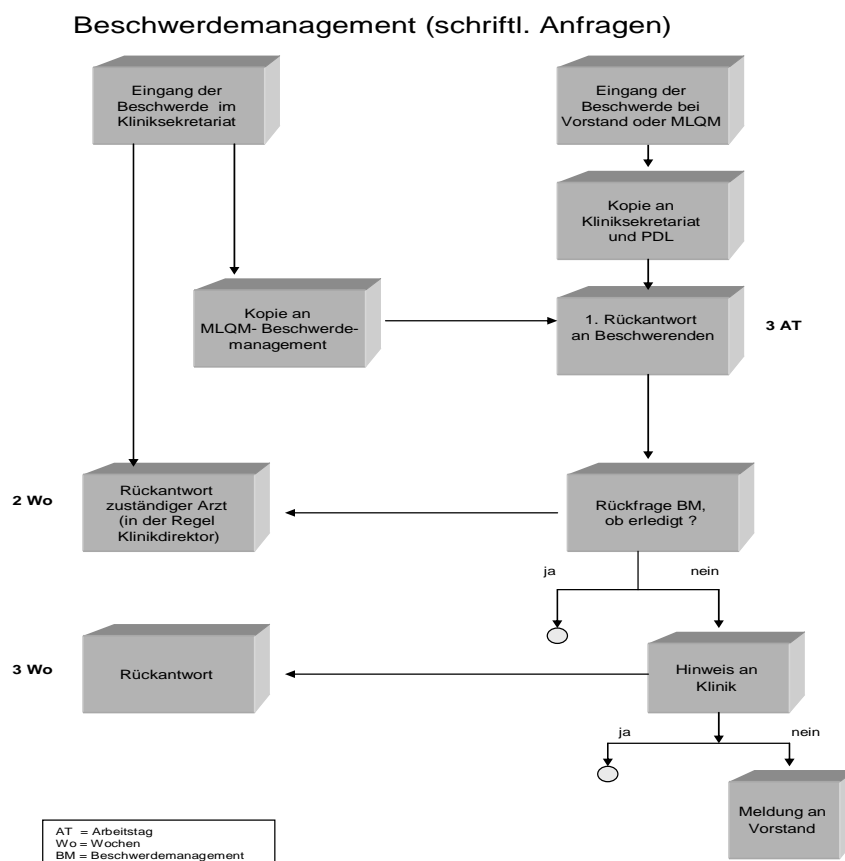 Beschwerdemanagement (schriftl. Anfragen)
Eingang der
Beschwerde im
Kliniksekretariat
Eingang der
Beschwerde bei
Vorstand oder MLQM
Kopie an
Kliniksekretariat
und PDL
Kopie an
MLQM- Beschwerde-
management
1. Rückantwort
an Beschwerenden
3 AT
2 Wo
Rückantwort
zuständiger Arzt
(in der Regel
Klinikdirektor)
Rückfrage BM,
ob erledigt ?
ja
nein
3 Wo
Rückantwort
Hinweis an
Klinik
ja
nein
Meldung an
Vorstand
AT = Arbeitstag
Wo = Wochen
BM = Beschwerdemanagement